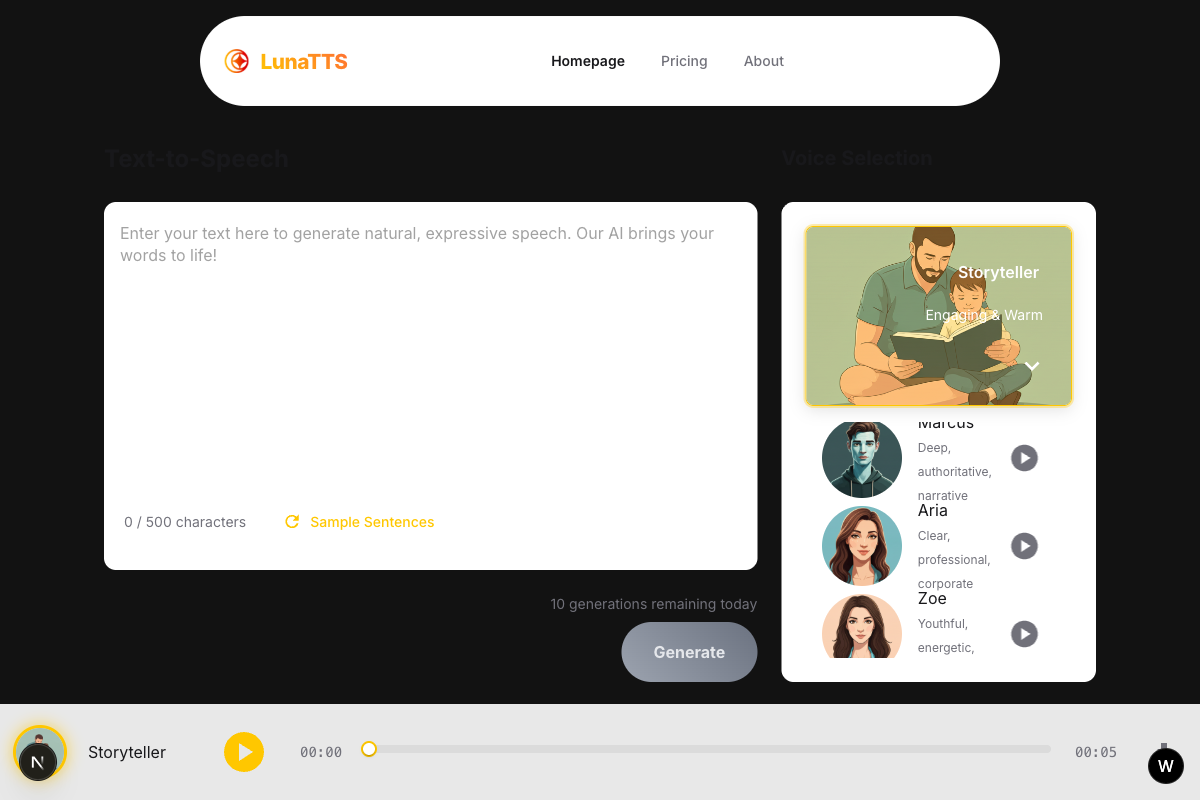 LunaTTS
Homepage
Pricing
About
Text-to-Speech
Voice Selection
Enter your text here to generate natural, expressive speech. Our AI brings your
words to life!
0 / 500 characters
Sample Sentences
10 generations remaining today
Generate
Storyteller
Engaging & Warm
Marcus
Deep,
authoritative,
narrative
Aria
Clear,
professional,
corporate
Zoe
Youthful,
energetic,
N
Storyteller
00:00
00:05
W